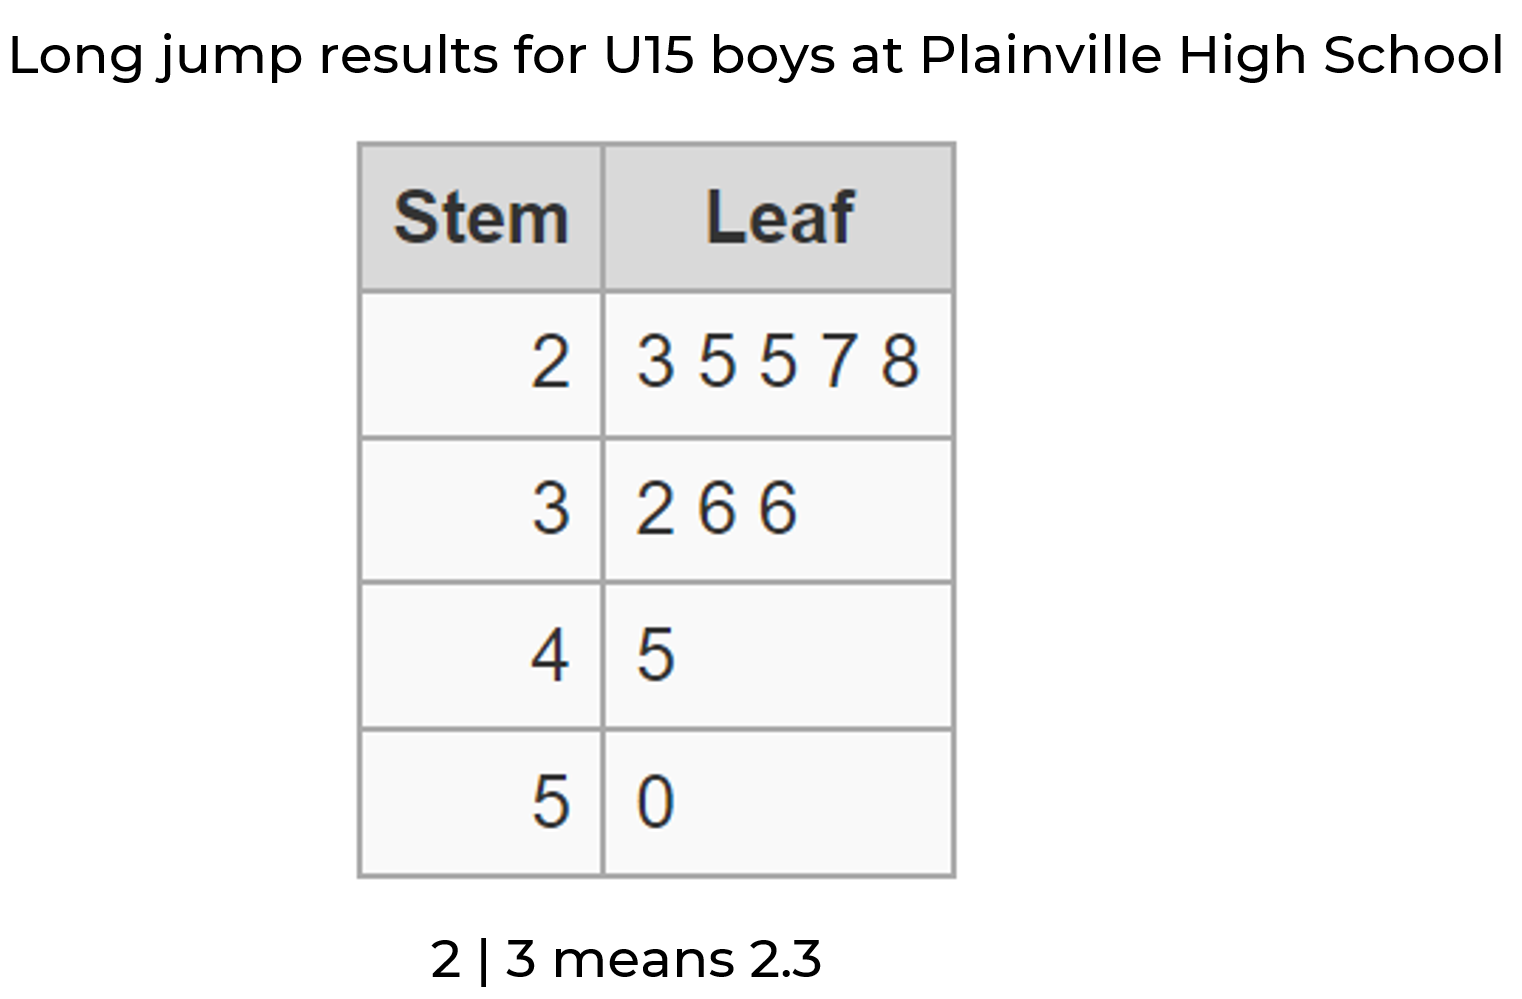 Long jump results for U15 boys at Plainville High School
Stem Leaf
2 3 5 5 7 8
3 2 6 6
4 5
5 0
2 | 3 means 2.3